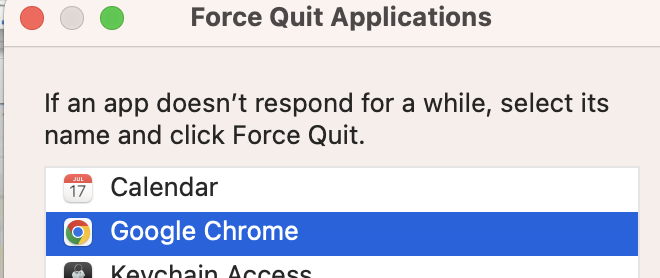 Force Quit Applications
If an app doesn't respond for a while, select its
name and click Force Quit.
JUL
17
Calendar
Google Chrome
Keychain Access